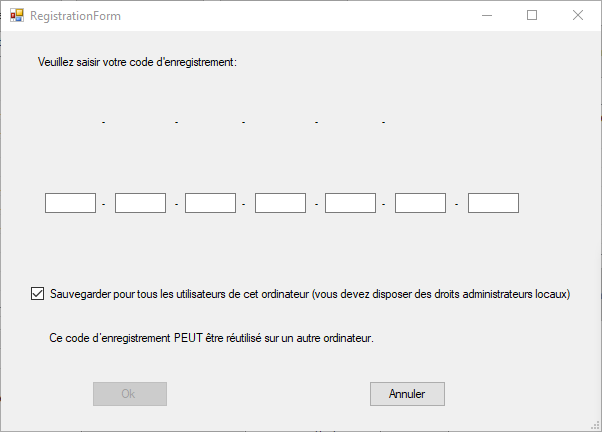 RegistrationForm
Veuillez saisir votre code d'enregistrement:
- - - - -
- - - - - -
Sauvegarder pour tous les utilisateurs de cet ordinateur (vous devez disposer des droits administrateurs locaux)
Ce code d'enregistrement PEUT être réutilisé sur un autre ordinateur.
Ok Annuler